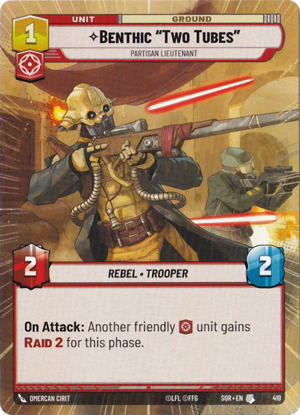 UNIT
GROUND
1
BENTHIC "TWO TUBES"
PARTISAN LIEUTENANT
2
2
REBEL • TROOPER
On Attack: Another friendly unit gains
RAID 2 for this phase.
OMERCAN CIRIT
©LFL ©FFG
SOR • EN
419